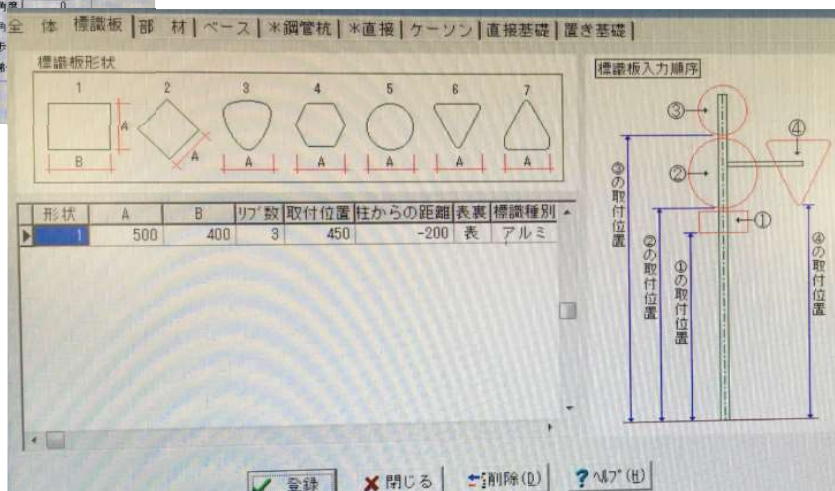 角度 0
全 体 標識板 部 材 ベース *鋼管杭 *直接 ケーソン 直接基礎 置き基礎
標識板形状
1 2 3 4 5 6 7
A
B A A A A A A
形状 A B リブ数 取付位置 柱からの距離 表裏 標識種別
1 500 400 3 450 -200 表 アルミ
標識板入力順序
③
④
②
①
③の取付位置
②の取付位置
①の取付位置
④の取付位置
登録 閉じる 削除(D) ? ヘルプ(H)